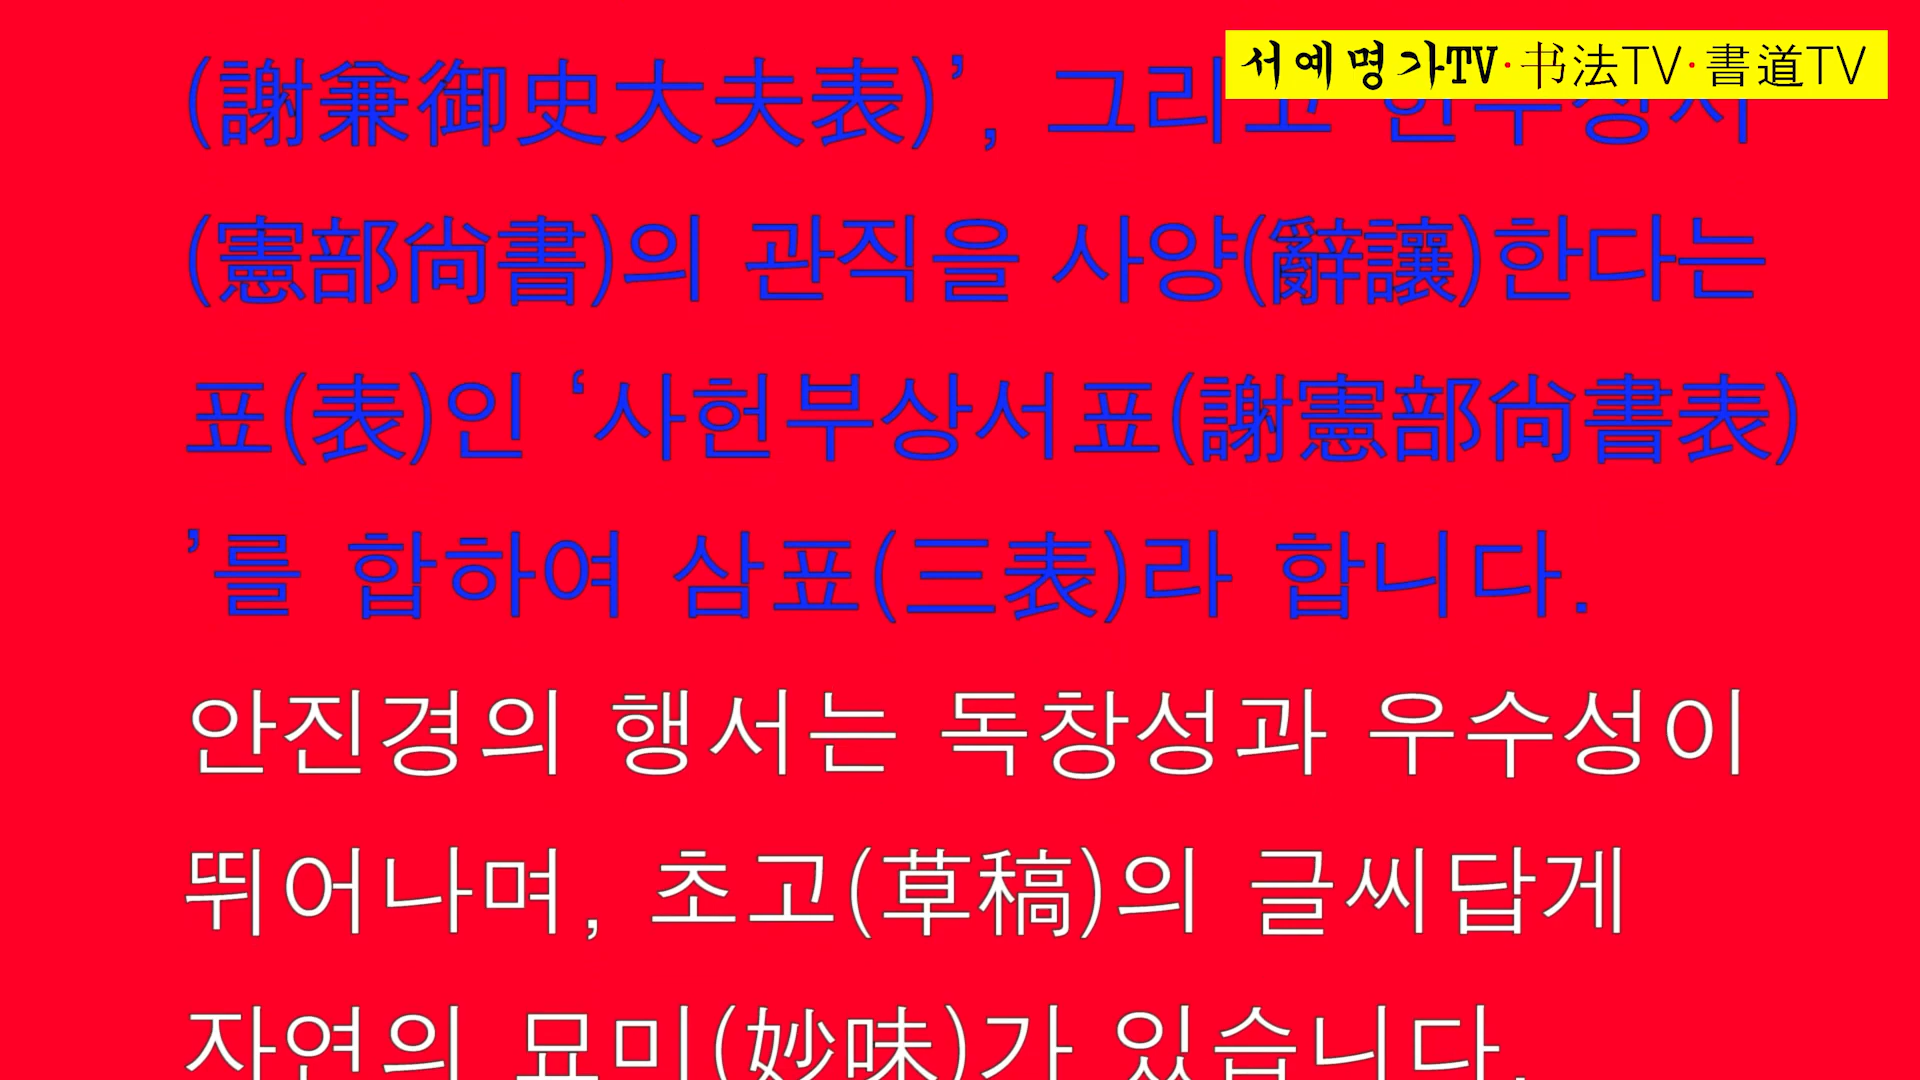 서예명가TV·书法TV·書道TV
(謝兼御史大夫表)’, 그리고 헌부상서
(憲部尙書)의 관직을 사양(辭讓)한다는
표(表)인 ‘사헌부상서표(謝憲部尙書表)
’를 합하여 삼표(三表)라 합니다.
안진경의 행서는 독창성과 우수성이
뛰어나며, 초고(草稿)의 글씨답게
자연의 묘미(妙味)가 있습니다.